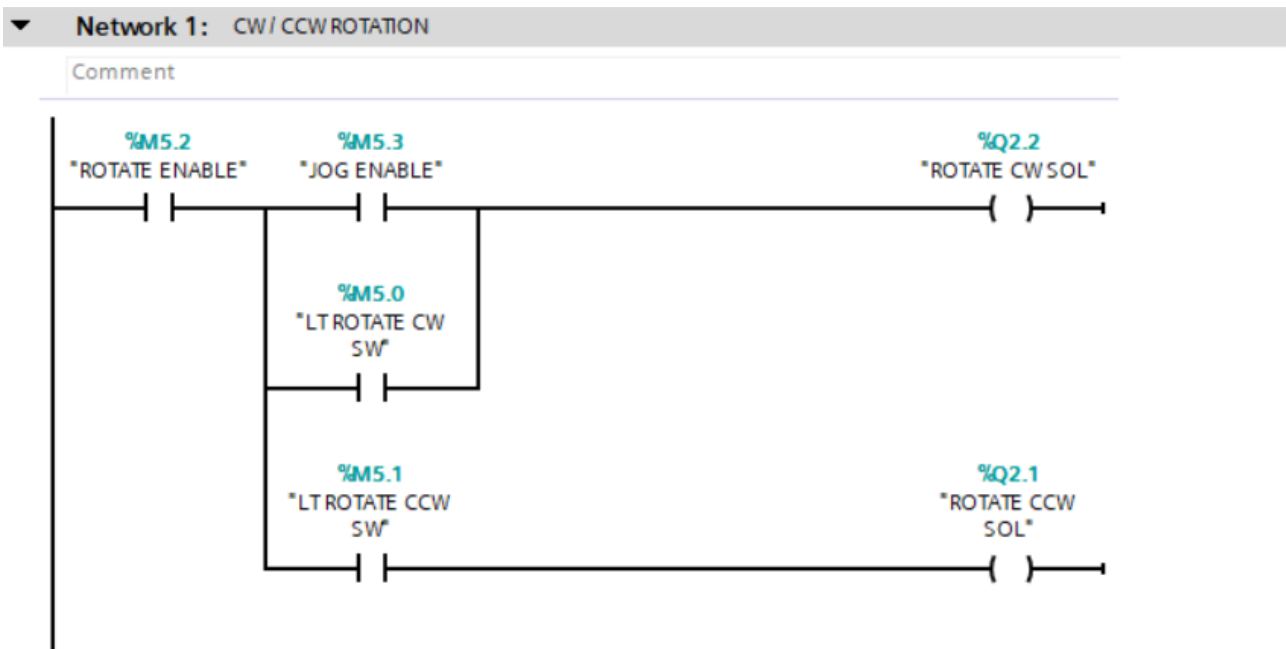 Network 1: CW / CCW ROTATION
Comment
%M5.2 %M5.3 %Q2.2
"ROTATE ENABLE" "JOG ENABLE" "ROTATE CW SOL"
%M5.0
"LT ROTATE CW
SW"
%M5.1 %Q2.1
"LT ROTATE CCW "ROTATE CCW
SW" SOL"